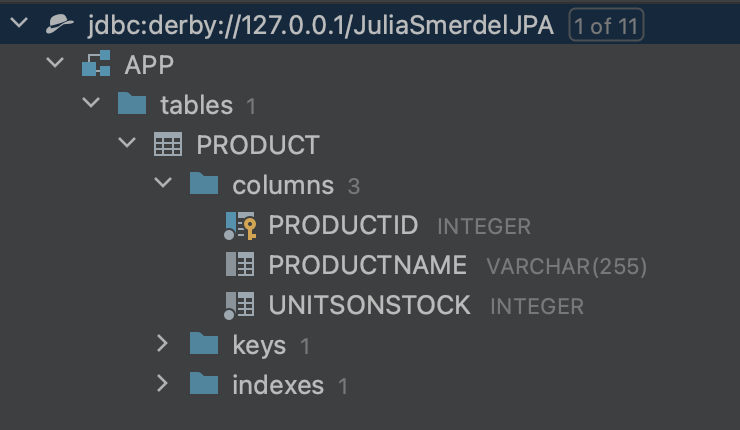 jdbc:derby://127.0.0.1/JuliaSmerdelJPA 1 of 11
APP
tables 1
PRODUCT
columns 3
PRODUCTID INTEGER
PRODUCTNAME VARCHAR(255)
UNITSONSTOCK INTEGER
keys 1
indexes 1